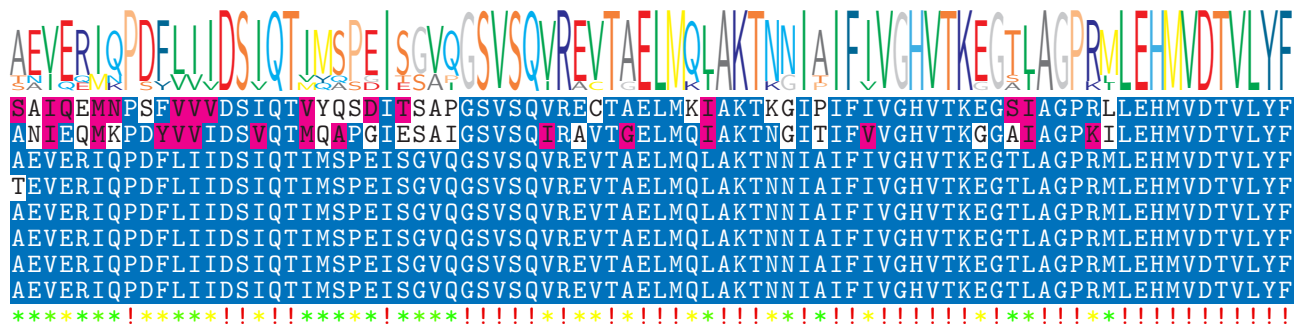 AEVERIQPDFLIIDSIQTIMSPEISGVQGSVSQVREVTAELMQLAKTNNIAIFIVGHVTKEGTLAGPRMLEHMVDTVLYF
SAIQEMNPSFVVVDSIQTVYQSDITSAPGSVSQVRECTAELMKIAKTKGIPIFIVGHVTKEGSIAGPRLLEHMVDTVLYF
ANIEQMKPDYVVIDSVQTMQAPGIESAIGSVSQIRAVTGELMQIAKTNGITIFVVGHVTKGGAIAGPKILEHMVDTVLYF
AEVERIQPDFLIIDSIQTIMSPEISGVQGSVSQVREVTAELMQLAKTNNIAIFIVGHVTKEGTLAGPRMLEHMVDTVLYF
TEVERIQPDFLIIDSIQTIMSPEISGVQGSVSQVREVTAELMQLAKTNNIAIFIVGHVTKEGTLAGPRMLEHMVDTVLYF
AEVERIQPDFLIIDSIQTIMSPEISGVQGSVSQVREVTAELMQLAKTNNIAIFIVGHVTKEGTLAGPRMLEHMVDTVLYF
AEVERIQPDFLIIDSIQTIMSPEISGVQGSVSQVREVTAELMQLAKTNNIAIFIVGHVTKEGTLAGPRMLEHMVDTVLYF
AEVERIQPDFLIIDSIQTIMSPEISGVQGSVSQVREVTAELMQLAKTNNIAIFIVGHVTKEGTLAGPRMLEHMVDTVLYF
AEVERIQPDFLIIDSIQTIMSPEISGVQGSVSQVREVTAELMQLAKTNNIAIFIVGHVTKEGTLAGPRMLEHMVDTVLYF
*******!*****!!*!!*****!****!!!!!*!**!*!!!**!!!**!*!!*!!!!!!*!**!!!**!!!!!!!!!!!